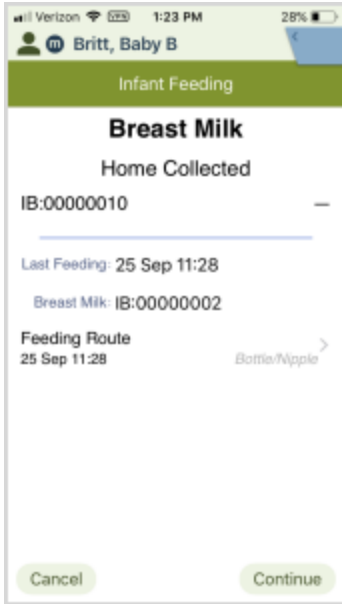 Verizon VPN 1:23 PM 28%
m Britt, Baby B
Infant Feeding
Breast Milk
Home Collected
IB:00000010 –
Last Feeding: 25 Sep 11:28
Breast Milk: IB:00000002
Feeding Route
25 Sep 11:28 Bottle/Nipple
Cancel Continue